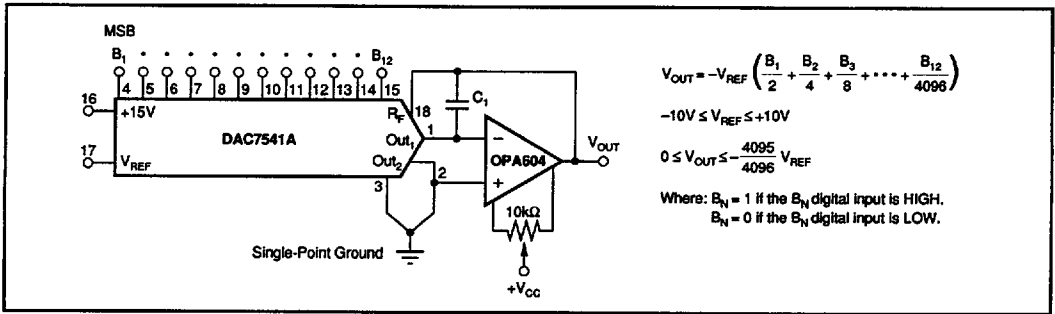 MSB
B1 · · · · · · · · · · B12
4 5 6 7 8 9 10 11 12 13 14 15
16 +15V
RF 18
C1
DAC7541A
Out1 1
17 VREF
Out2 2
3
−
+
OPA604
VOUT
10kΩ
Single-Point Ground
+VCC
VOUT = −VREF (B1/2 + B2/4 + B3/8 + · · · · + B12/4096)
−10V ≤ VREF ≤ +10V
0 ≤ VOUT ≤ −4095/4096 VREF
Where: BN = 1 if the BN digital input is HIGH.
BN = 0 if the BN digital input is LOW.